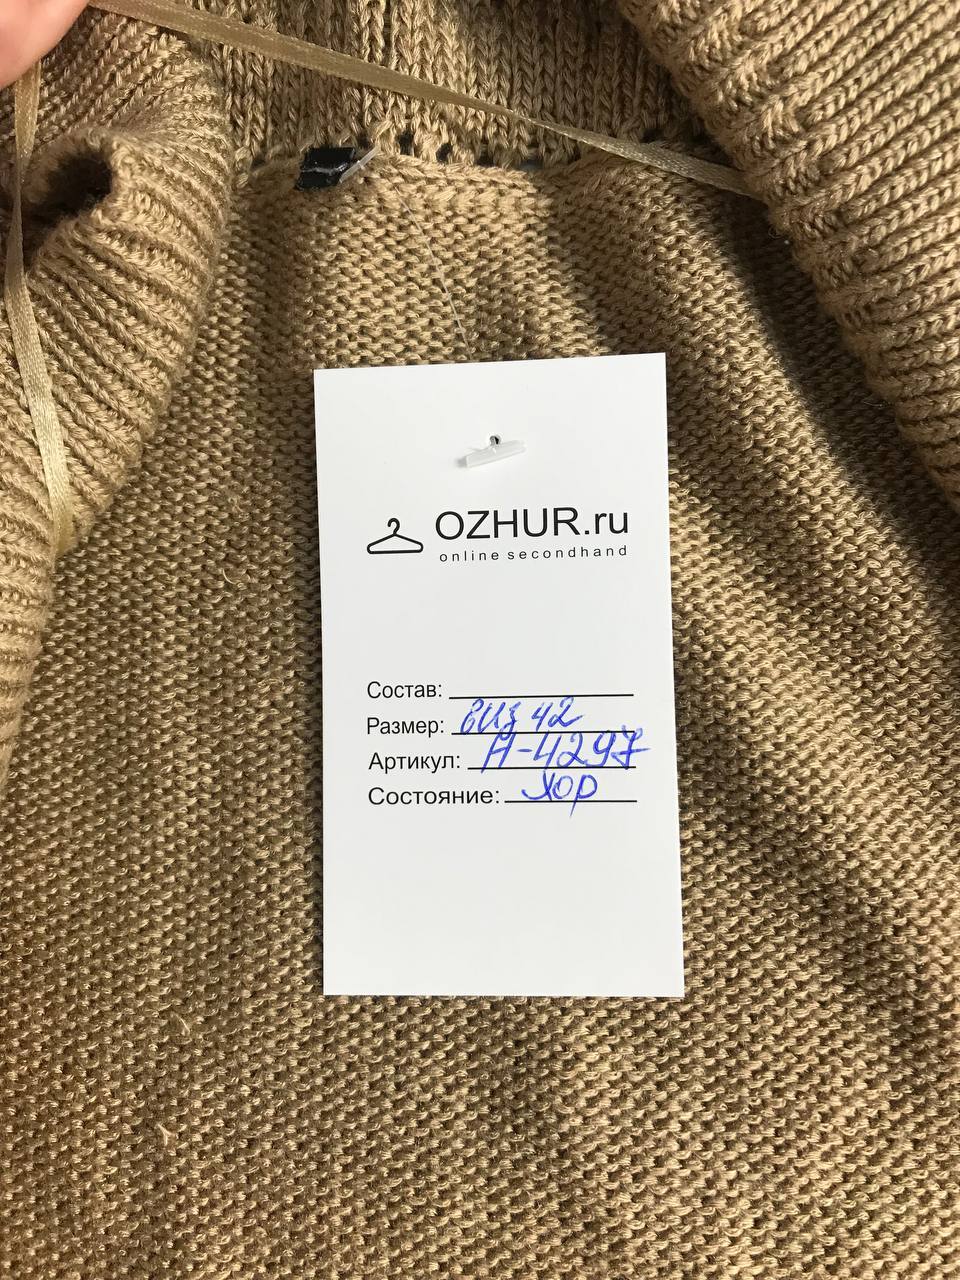 OZHUR.ru
online secondhand
Состав:
Размер: виз 42
Артикул: А-4297
Состояние: хор